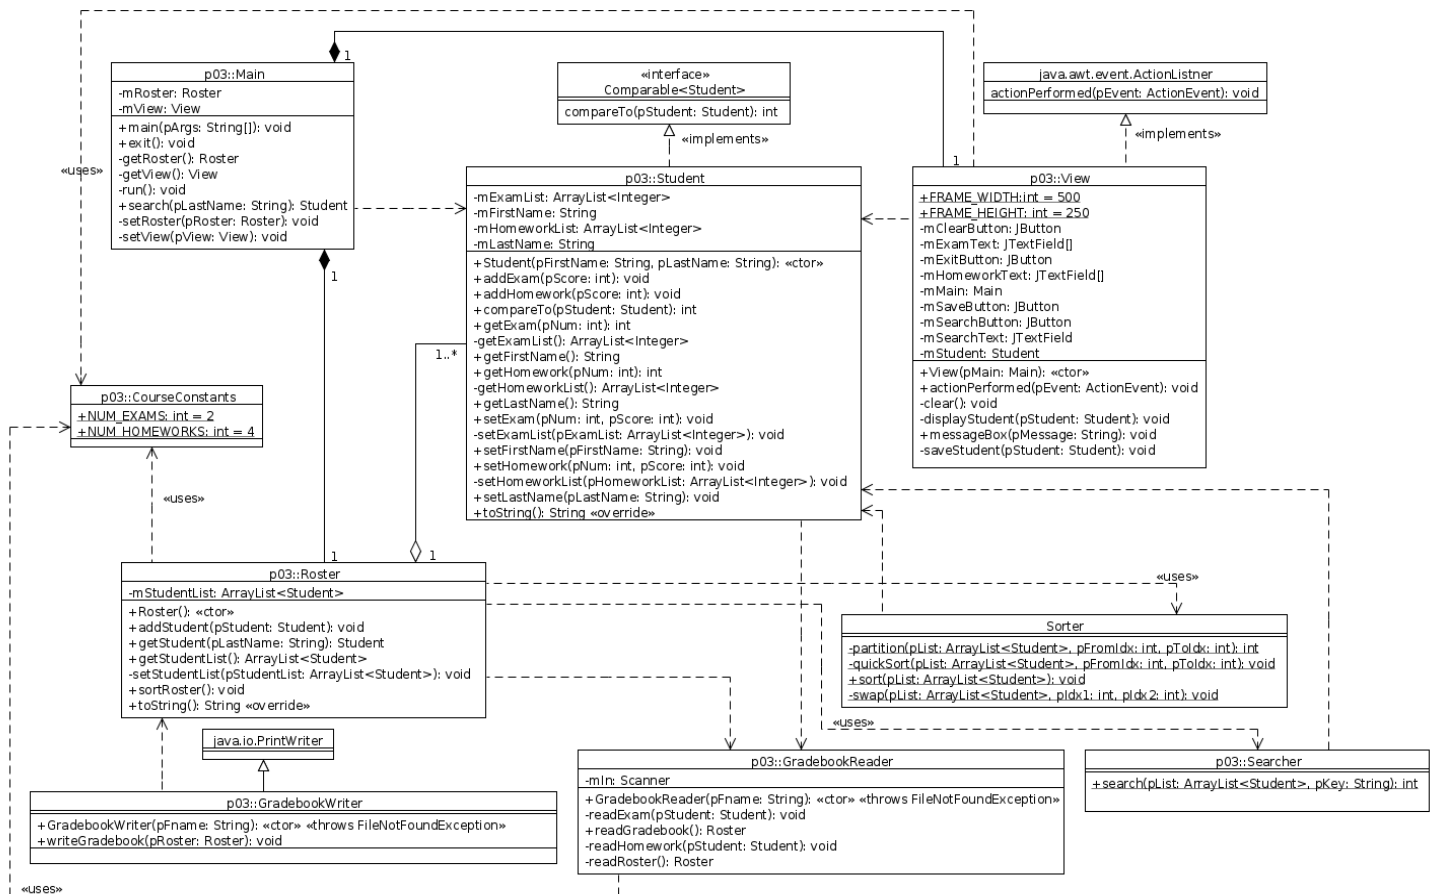 1
p03::Main
-mRoster: Roster
-mView: View
+main(pArgs: String[]): void
+exit(): void
-getRoster(): Roster
-getView(): View
-run(): void
+search(pLastName: String): Student
-setRoster(pRoster: Roster): void
-setView(pView: View): void
«uses»
1
«interface»
Comparable<Student>
compareTo(pStudent: Student): int
«implements»
java.awt.event.ActionListner
actionPerformed(pEvent: ActionEvent): void
«implements»
1
p03::Student
-mExamList: ArrayList<Integer>
-mFirstName: String
-mHomeworkList: ArrayList<Integer>
-mLastName: String
+Student(pFirstName: String, pLastName: String): «ctor»
+addExam(pScore: int): void
+addHomework(pScore: int): void
+compareTo(pStudent: Student): int
+getExam(pNum: int): int
-getExamList(): ArrayList<Integer>
+getFirstName(): String
+getHomework(pNum: int): int
-getHomeworkList(): ArrayList<Integer>
+getLastName(): String
+setExam(pNum: int, pScore: int): void
-setExamList(pExamList: ArrayList<Integer>): void
+setFirstName(pFirstName: String): void
+setHomework(pNum: int, pScore: int): void
-setHomeworkList(pHomeworkList: ArrayList<Integer>): void
+setLastName(pLastName: String): void
+toString(): String «override»
p03::View
+FRAME_WIDTH:int = 500
+FRAME_HEIGHT: int = 250
-mClearButton: JButton
-mExamText: JTextField[]
-mExitButton: JButton
-mHomeworkText: JTextField[]
-mMain: Main
-mSaveButton: JButton
-mSearchButton: JButton
-mSearchText: JTextField
-mStudent: Student
+View(pMain: Main): «ctor»
+actionPerformed(pEvent: ActionEvent): void
-clear(): void
-displayStudent(pStudent: Student): void
+messageBox(pMessage: String): void
-saveStudent(pStudent: Student): void
1..*
p03::CourseConstants
+NUM_EXAMS: int = 2
+NUM_HOMEWORKS: int = 4
«uses»
1
1
p03::Roster
-mStudentList: ArrayList<Student>
+Roster(): «ctor»
+addStudent(pStudent: Student): void
+getStudent(pLastName: String): Student
+getStudentList(): ArrayList<Student>
-setStudentList(pStudentList: ArrayList<Student>): void
+sortRoster(): void
+toString(): String «override»
«uses»
Sorter
-partition(pList: ArrayList<Student>, pFromIdx: int, pToIdx: int): int
-quickSort(pList: ArrayList<Student>, pFromIdx: int, pToIdx: int): void
+sort(pList: ArrayList<Student>): void
-swap(pList: ArrayList<Student>, pIdx1: int, pIdx2: int): void
«uses»
java.io.PrintWriter
p03::GradebookWriter
+GradebookWriter(pFname: String): «ctor» «throws FileNotFoundException»
+writeGradebook(pRoster: Roster): void
p03::GradebookReader
-mIn: Scanner
+GradebookReader(pFname: String): «ctor» «throws FileNotFoundException»
-readExam(pStudent: Student): void
+readGradebook(): Roster
-readHomework(pStudent: Student): void
-readRoster(): Roster
p03::Searcher
+search(pList: ArrayList<Student>, pKey: String): int
«uses»